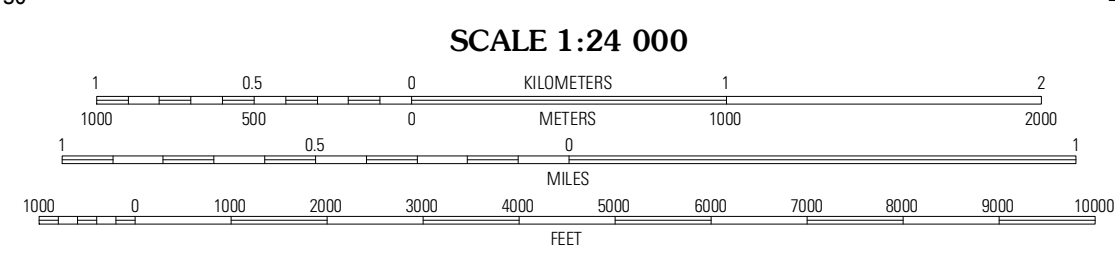 SCALE 1:24 000
1 0.5 0 KILOMETERS 1 2
1000 500 0 METERS 1000 2000
1 0.5 0 1
MILES
1000 0 1000 2000 3000 4000 5000 6000 7000 8000 9000 10000
FEET